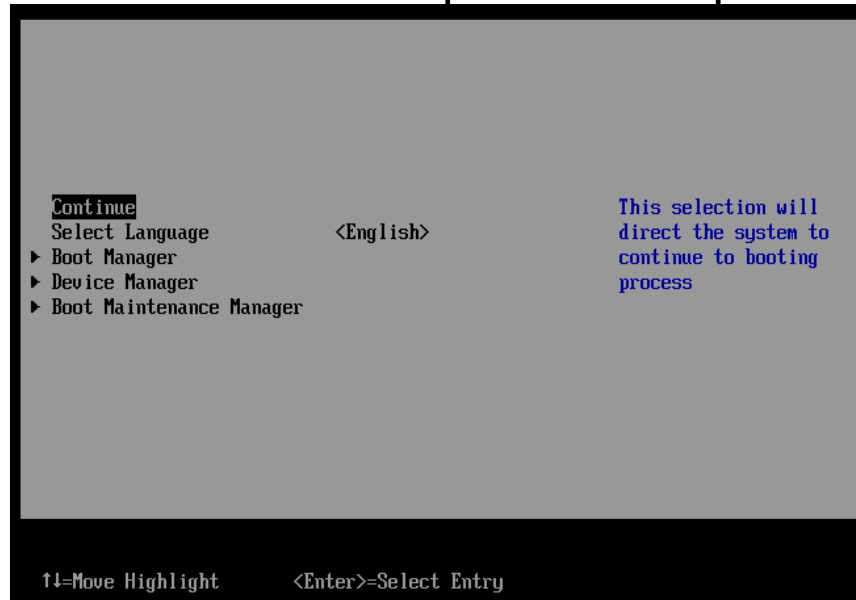 Continue
Select Language <English>
Boot Manager
Device Manager
Boot Maintenance Manager
This selection will
direct the system to
continue to booting
process
↑↓=Move Highlight <Enter>=Select Entry